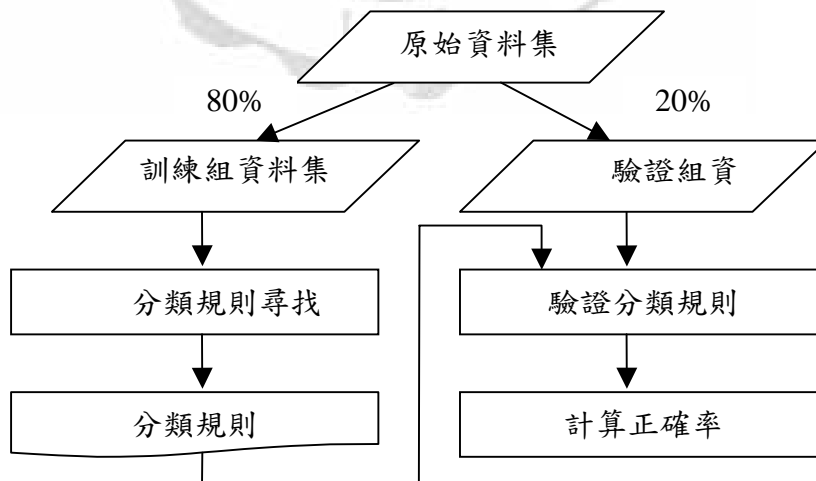 原始資料集
80%
20%
訓練組資料集
驗證組資
分類規則尋找
驗證分類規則
分類規則
計算正確率